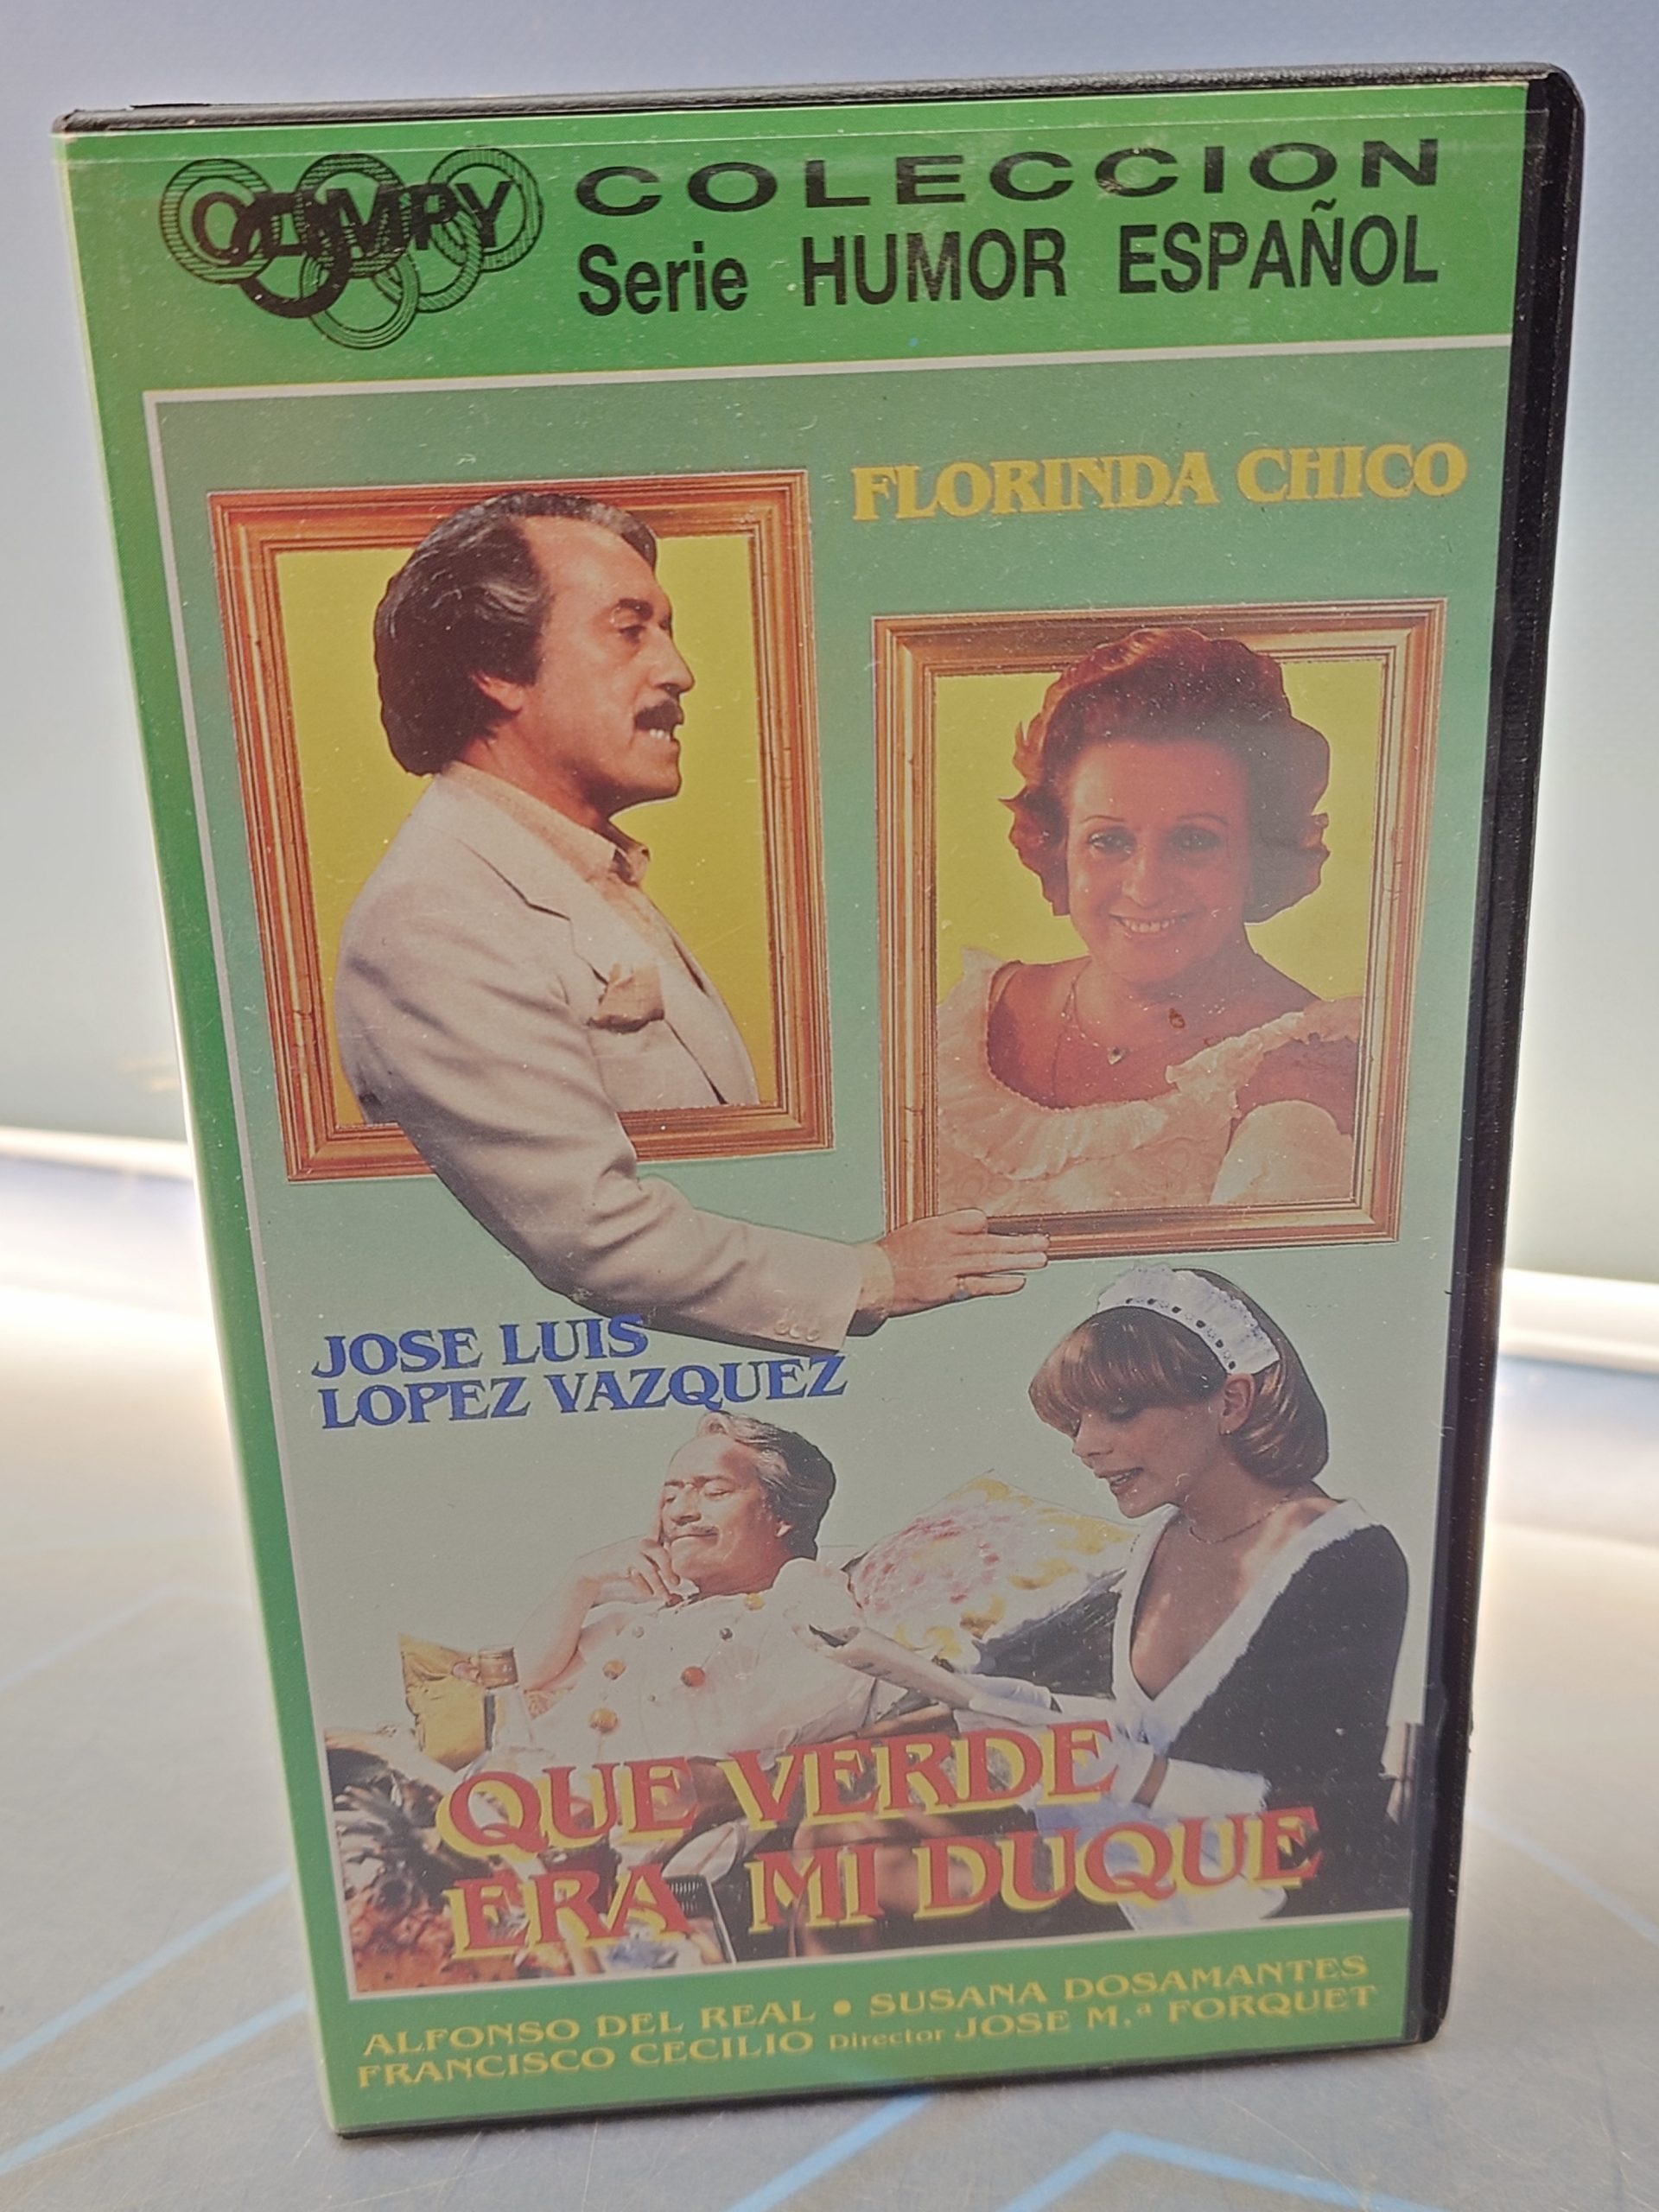 OLYMPY
COLECCION
Serie HUMOR ESPAÑOL
FLORINDA CHICO
JOSE LUIS
LOPEZ VAZQUEZ
QUE VERDE
ERA MI DUQUE
ALFONSO DEL REAL • SUSANA DOSAMANTES
FRANCISCO CECILIO Director JOSE M.ª FORQUET